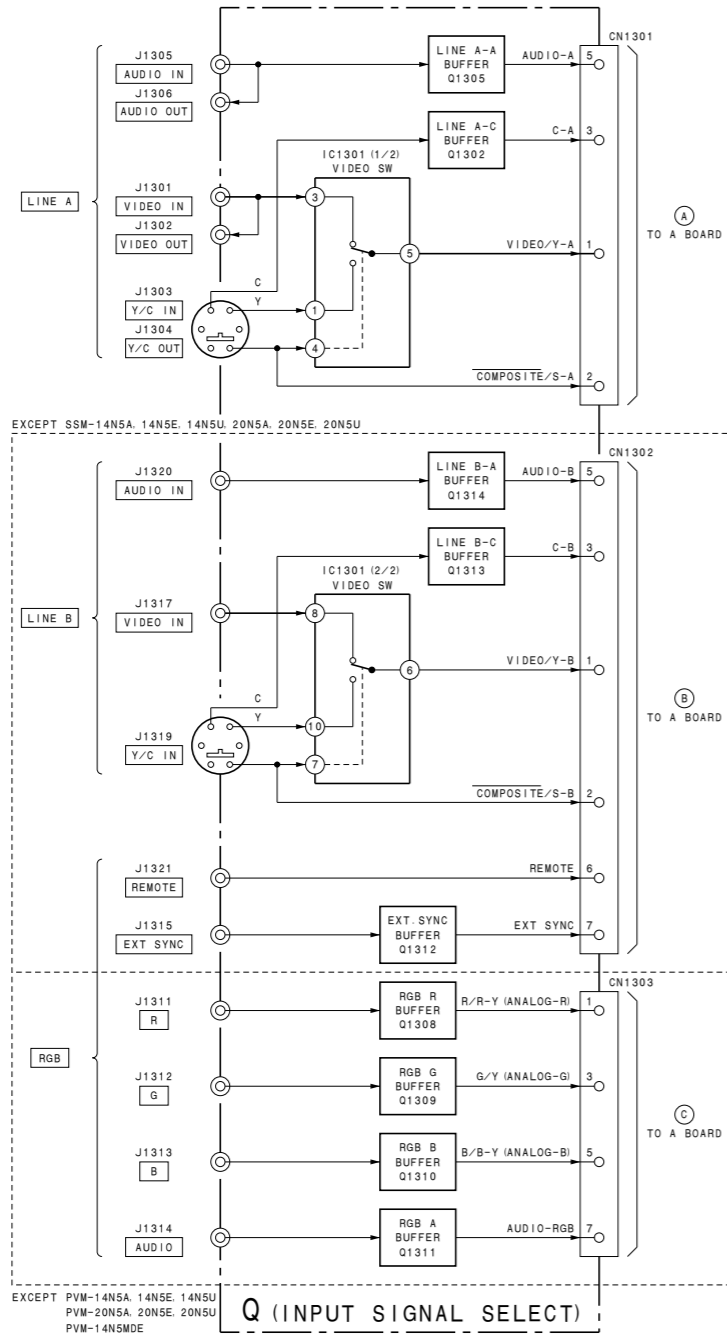 CN1301
J1305
AUDIO IN
J1306
AUDIO OUT
LINE A-A
BUFFER
Q1305
AUDIO-A
5
LINE A-C
BUFFER
Q1302
C-A
3
IC1301 (1/2)
VIDEO SW
LINE A
J1301
VIDEO IN
J1302
VIDEO OUT
3
A
TO A BOARD
5
VIDEO/Y-A
1
J1303
Y/C IN
J1304
Y/C OUT
C
Y
1
4
COMPOSITE/S-A
2
EXCEPT SSM-14N5A, 14N5E, 14N5U, 20N5A, 20N5E, 20N5U
CN1302
J1320
AUDIO IN
LINE B-A
BUFFER
Q1314
AUDIO-B
5
LINE B-C
BUFFER
Q1313
C-B
3
IC1301 (2/2)
VIDEO SW
LINE B
J1317
VIDEO IN
8
6
VIDEO/Y-B
1
B
TO A BOARD
C
Y
J1319
Y/C IN
10
7
COMPOSITE/S-B
2
J1321
REMOTE
REMOTE
6
J1315
EXT SYNC
EXT.SYNC
BUFFER
Q1312
EXT SYNC
7
CN1303
J1311
R
RGB R
BUFFER
Q1308
R/R-Y (ANALOG-R)
1
RGB
J1312
G
RGB G
BUFFER
Q1309
G/Y (ANALOG-G)
3
C
TO A BOARD
J1313
B
RGB B
BUFFER
Q1310
B/B-Y (ANALOG-B)
5
J1314
AUDIO
RGB A
BUFFER
Q1311
AUDIO-RGB
7
EXCEPT PVM-14N5A, 14N5E, 14N5U
PVM-20N5A, 20N5E, 20N5U
PVM-14N5MDE
Q (INPUT SIGNAL SELECT)